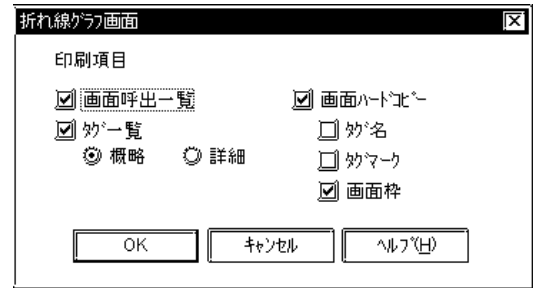 折れ線ｸﾞﾗﾌ画面
印刷項目
画面呼出一覧
画面ﾊｰﾄﾞｺﾋﾟｰ
ﾀｸﾞ一覧
ﾀｸﾞ名
概略 詳細
ﾀｸﾞﾏｰｸ
画面枠
OK ｷｬﾝｾﾙ ﾍﾙﾌﾟ(H)